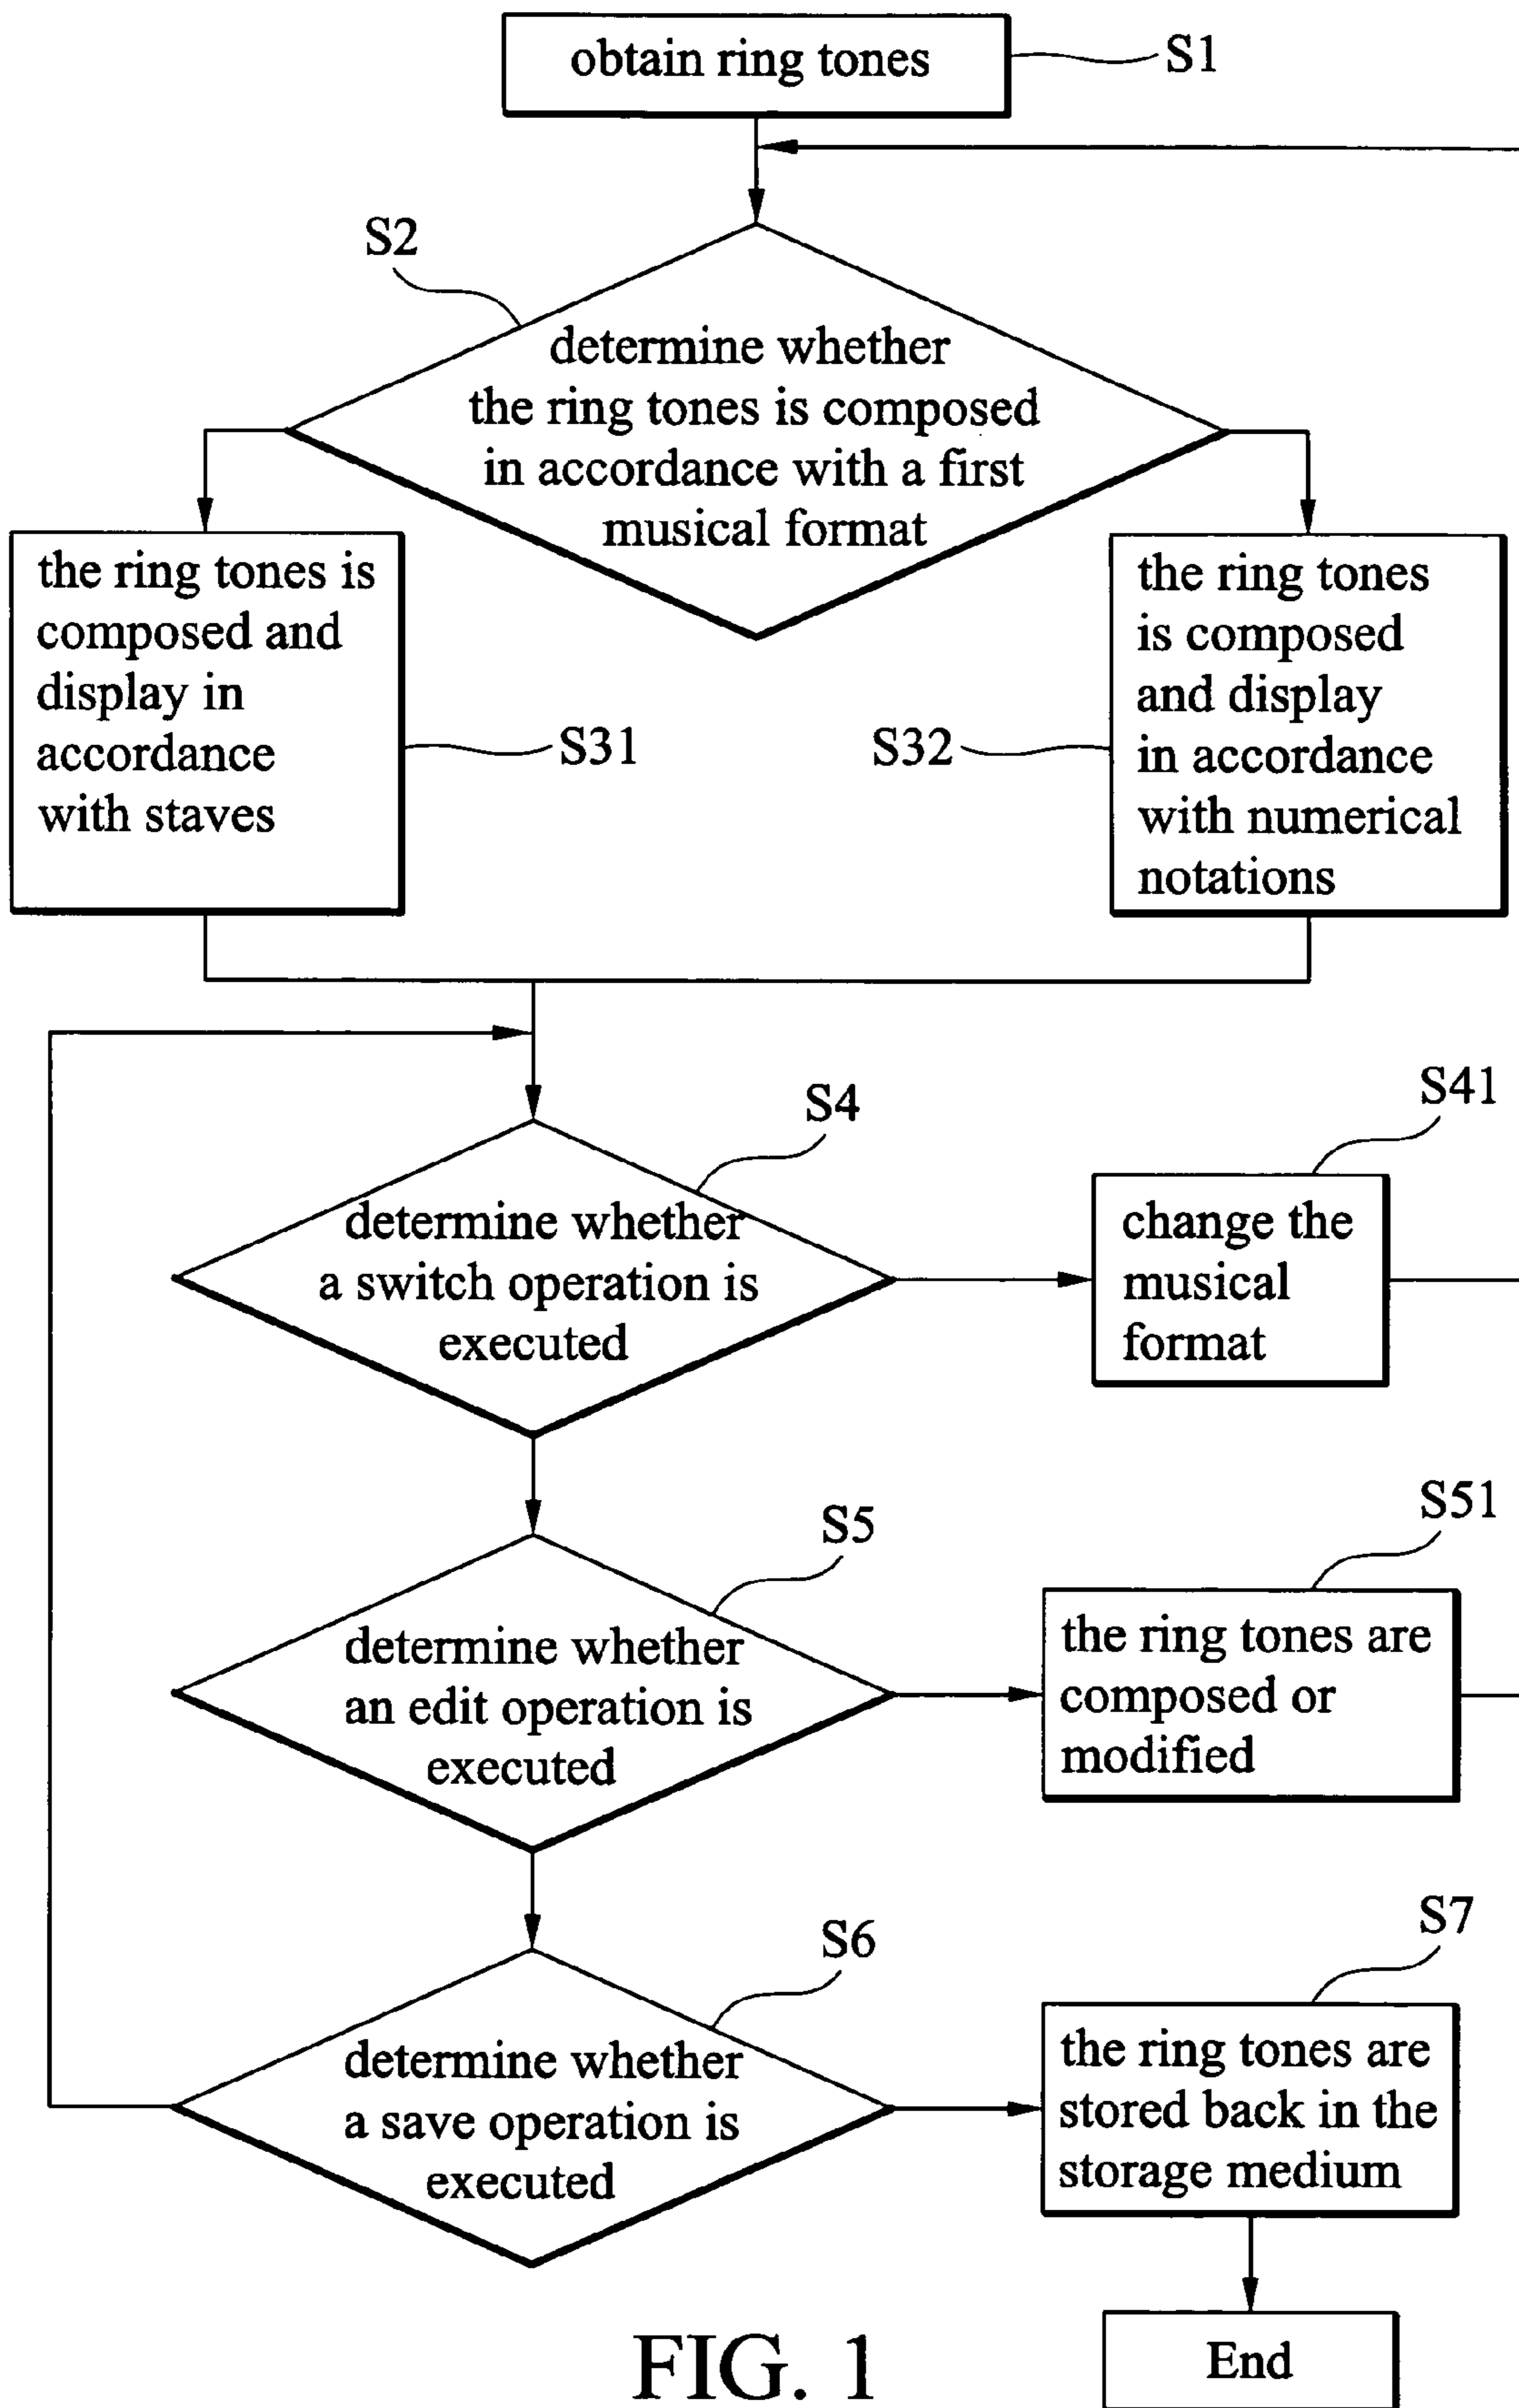 obtain ring tones
S1
S2
determine whether
the ring tones is composed
in accordance with a first
musical format
the ring tones is
composed and
display in
accordance
with staves
S31
S32
the ring tones
is composed
and display
in accordance
with numerical
notations
S4
determine whether
a switch operation is
executed
S41
change the
musical
format
S5
determine whether
an edit operation is
executed
S51
the ring tones are
composed or
modified
S6
determine whether
a save operation is
executed
S7
the ring tones are
stored back in the
storage medium
End
FIG. 1